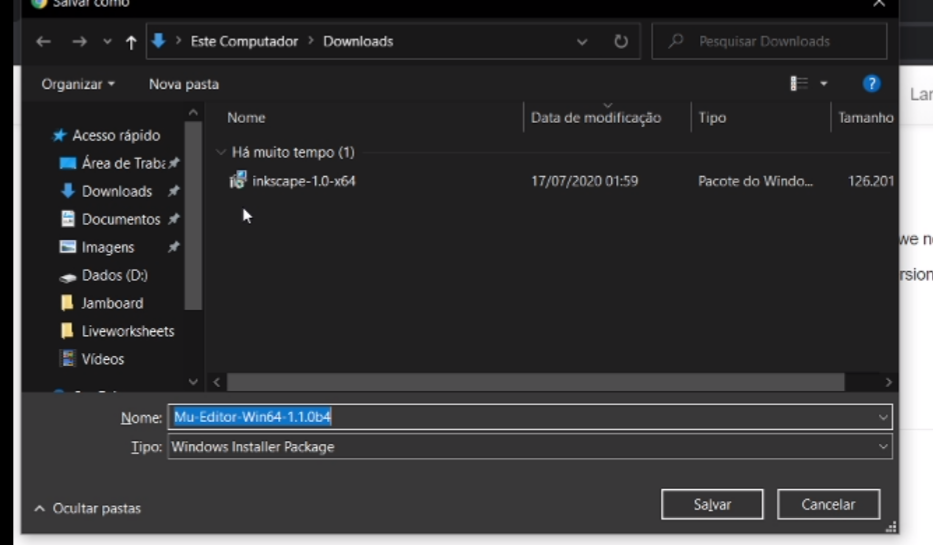 Salvar como
Este Computador > Downloads
Pesquisar Downloads
Organizar
Nova pasta
Nome
Data de modificação
Tipo
Tamanho
Acesso rápido
Área de Traba
Downloads
Documentos
Imagens
Dados (D:)
Jamboard
Liveworksheets
Vídeos
Há muito tempo (1)
inkscape-1.0-x64
17/07/2020 01:59
Pacote do Windo...
126.201
Lar
we n
rsion
Nome: Mu-Editor-Win64-1.1.0b4
Tipo: Windows Installer Package
Ocultar pastas
Salvar
Cancelar